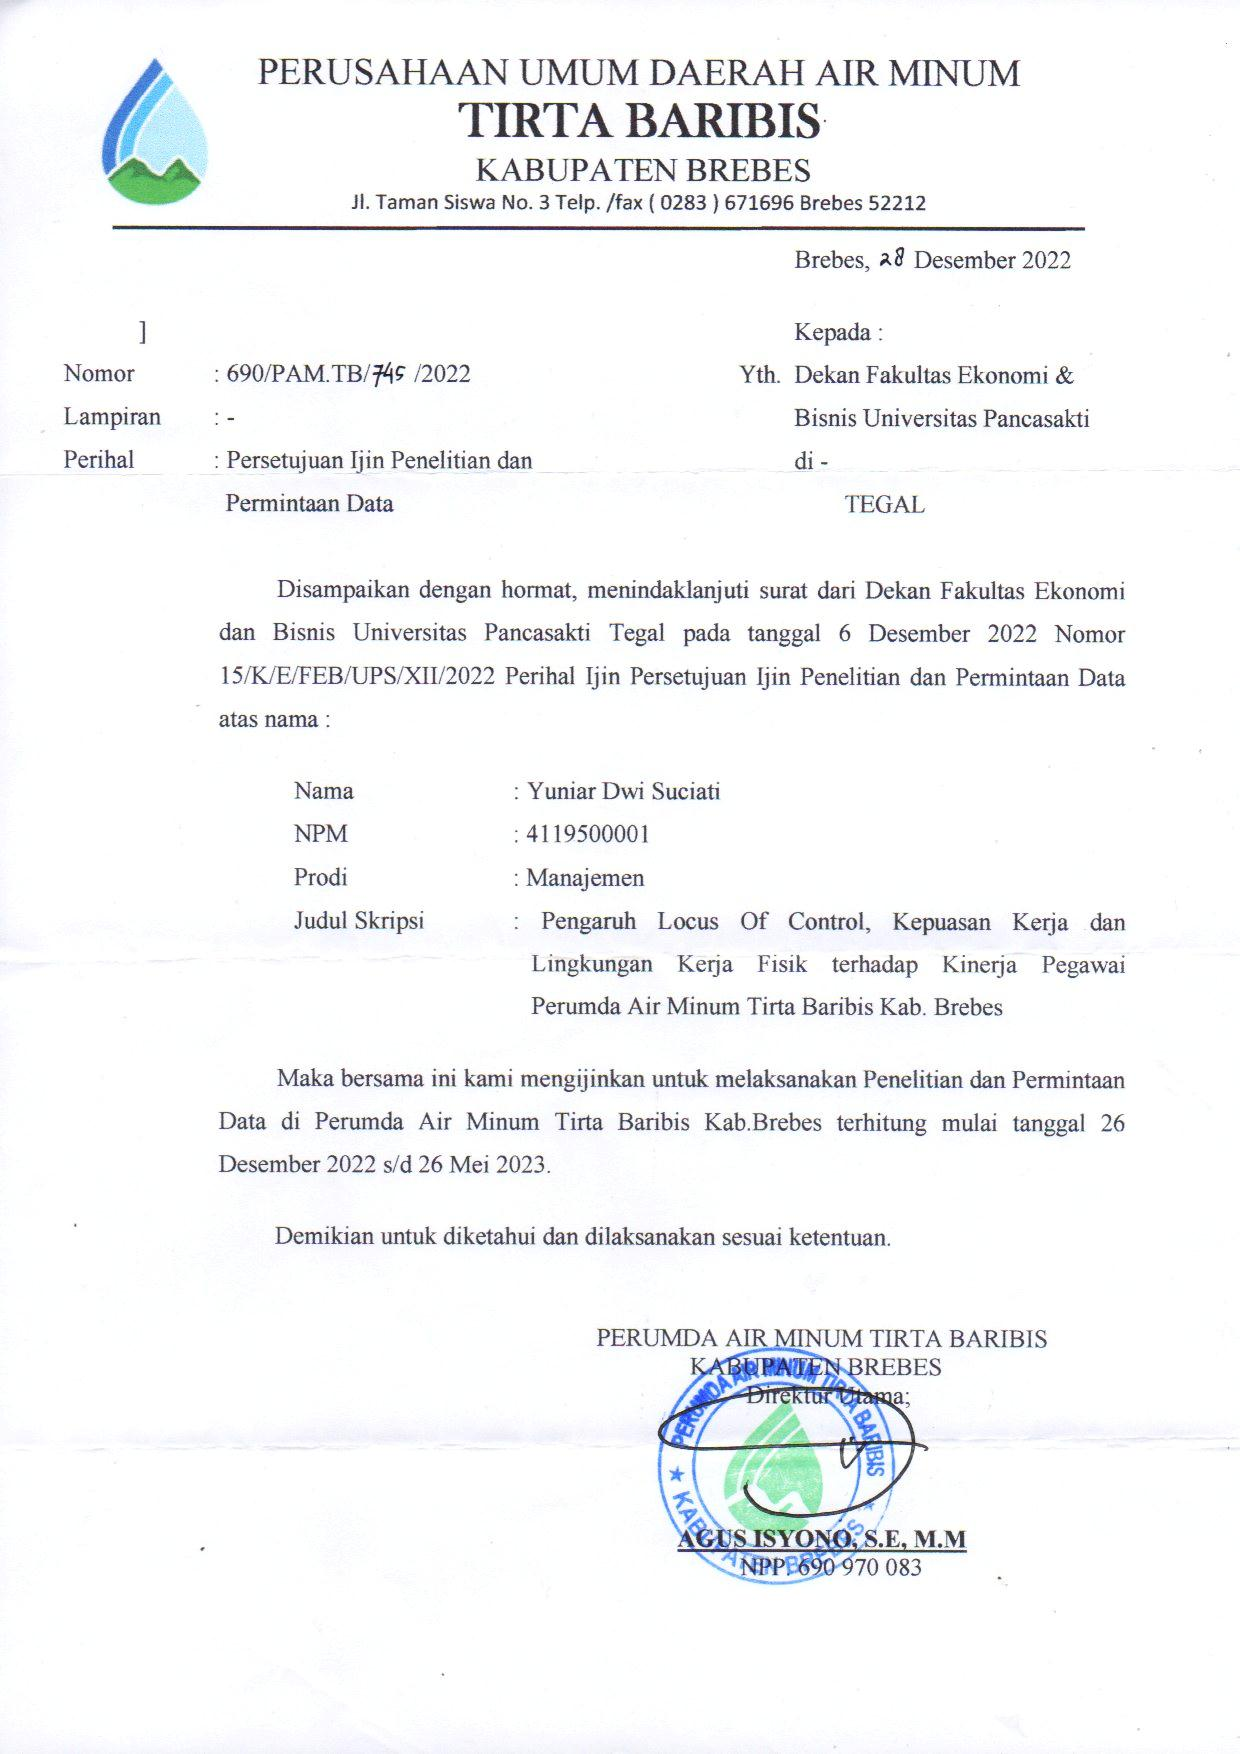 PERUSAHAAN UMUM DAERAH AIR MINUM
TIRTA BARIBIS
KABUPATEN BREBES
Jl. Taman Siswa No. 3 Telp. /fax ( 0283 ) 671696 Brebes 52212
Brebes, 28 Desember 2022
]
Kepada :
Nomor : 690/PAM.TB/745 /2022
Yth. Dekan Fakultas Ekonomi &
Lampiran : -
Bisnis Universitas Pancasakti
Perihal : Persetujuan Ijin Penelitian dan
di -
Permintaan Data
TEGAL
Disampaikan dengan hormat, menindaklanjuti surat dari Dekan Fakultas Ekonomi
dan Bisnis Universitas Pancasakti Tegal pada tanggal 6 Desember 2022 Nomor
15/K/E/FEB/UPS/XII/2022 Perihal Ijin Persetujuan Ijin Penelitian dan Permintaan Data
atas nama :
Nama : Yuniar Dwi Suciati
NPM : 4119500001
Prodi : Manajemen
Judul Skripsi : Pengaruh Locus Of Control, Kepuasan Kerja dan
Lingkungan Kerja Fisik terhadap Kinerja Pegawai
Perumda Air Minum Tirta Baribis Kab. Brebes
Maka bersama ini kami mengijinkan untuk melaksanakan Penelitian dan Permintaan
Data di Perumda Air Minum Tirta Baribis Kab.Brebes terhitung mulai tanggal 26
Desember 2022 s/d 26 Mei 2023.
Demikian untuk diketahui dan dilaksanakan sesuai ketentuan.
PERUMDA AIR MINUM TIRTA BARIBIS
KABUPATEN BREBES
Direktur Utama;
PERUMDA AIR MINUM TIRTA BARIBIS
KABUPATEN BREBES
AGUS ISYONO, S.E, M.M
NPP. 690 970 083